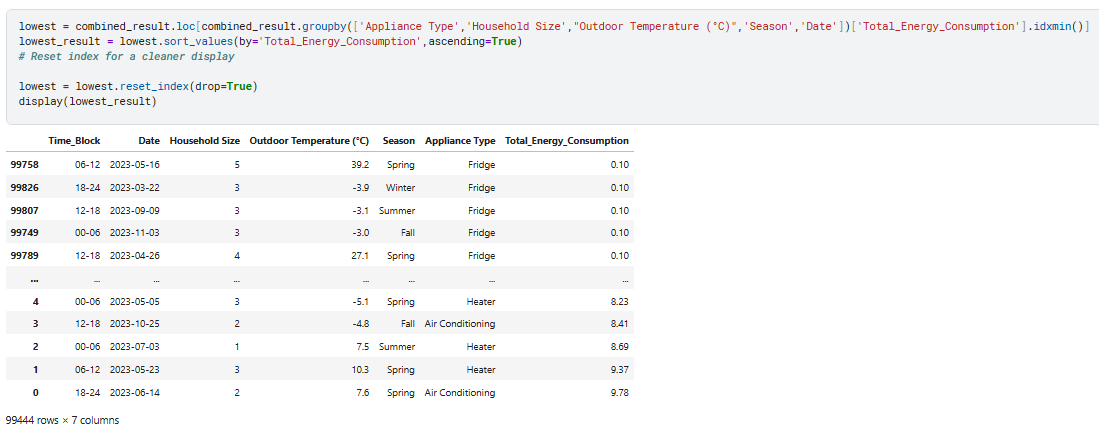 lowest = combined_result.loc[combined_result.groupby(['Appliance Type','Household Size',"Outdoor Temperature (°C)",'Season','Date'])['Total_Energy_Consumption'].idxmin()]
lowest_result = lowest.sort_values(by='Total_Energy_Consumption',ascending=True)
# Reset index for a cleaner display
lowest = lowest.reset_index(drop=True)
display(lowest_result)
Time_Block Date Household Size Outdoor Temperature (°C) Season Appliance Type Total_Energy_Consumption
99758 06-12 2023-05-16 5 39.2 Spring Fridge 0.10
99826 18-24 2023-03-22 3 -3.9 Winter Fridge 0.10
99807 12-18 2023-09-09 3 -3.1 Summer Fridge 0.10
99749 00-06 2023-11-03 3 -3.0 Fall Fridge 0.10
99789 12-18 2023-04-26 4 27.1 Spring Fridge 0.10
... ... ... ... ... ... ... ...
4 00-06 2023-05-05 3 -5.1 Spring Heater 8.23
3 12-18 2023-10-25 2 -4.8 Fall Air Conditioning 8.41
2 00-06 2023-07-03 1 7.5 Summer Heater 8.69
1 06-12 2023-05-23 3 10.3 Spring Heater 9.37
0 18-24 2023-06-14 2 7.6 Spring Air Conditioning 9.78
99444 rows × 7 columns